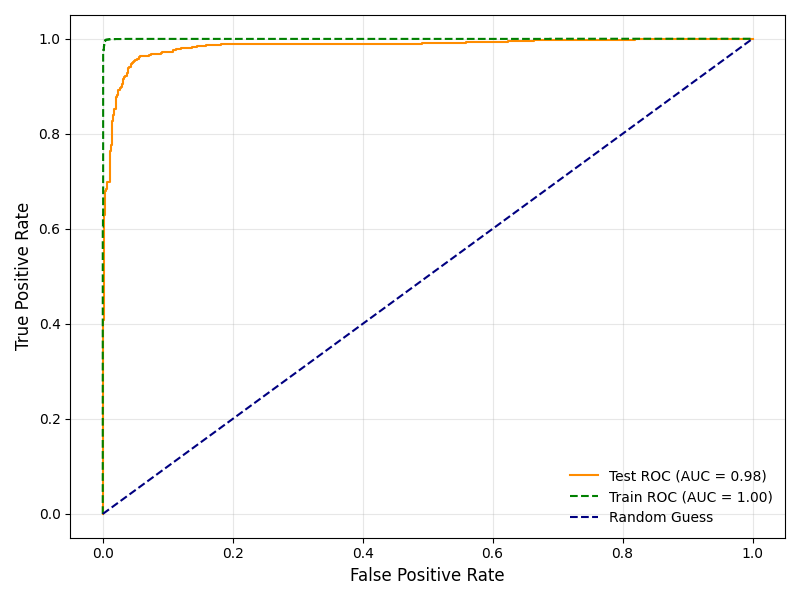 1.0
0.8
0.6
0.4
0.2
0.0
True Positive Rate
Test ROC (AUC = 0.98)
Train ROC (AUC = 1.00)
Random Guess
0.0 0.2 0.4 0.6 0.8 1.0
False Positive Rate